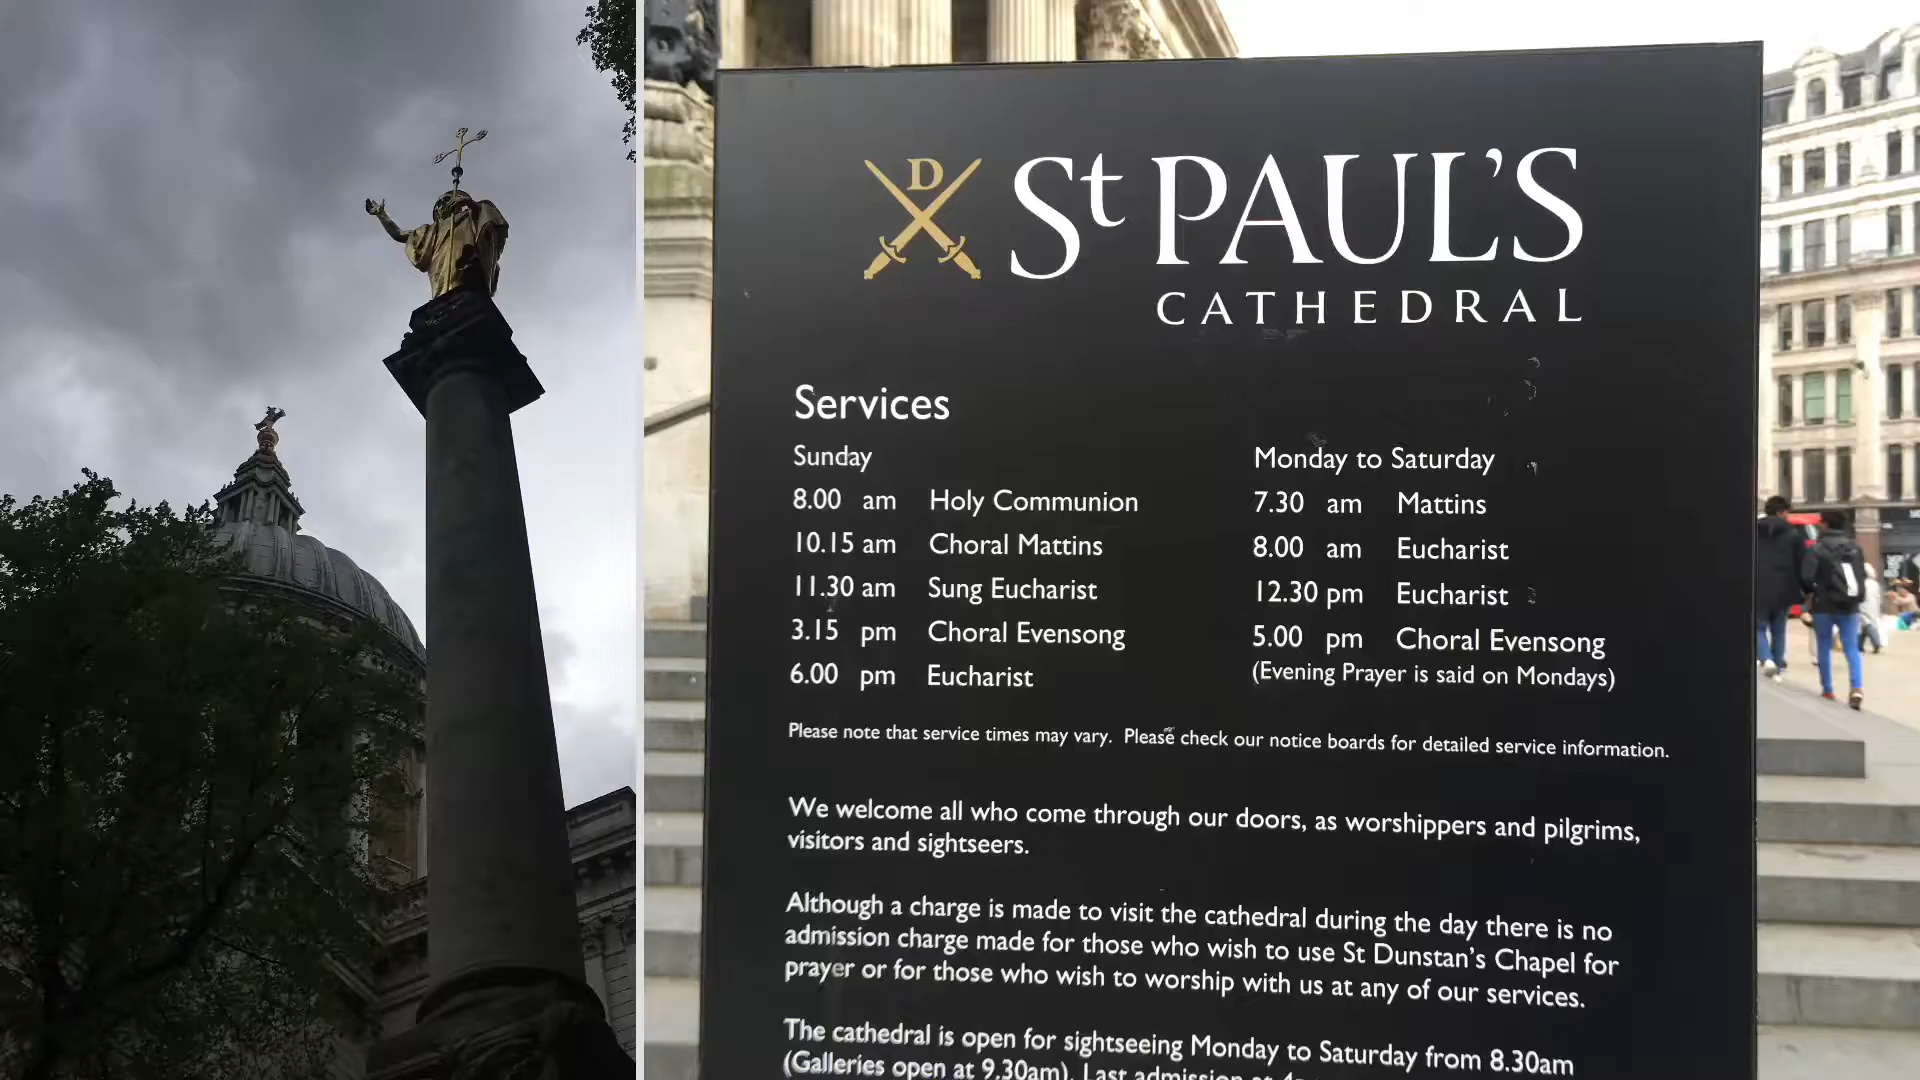 D
St PAUL'S
CATHEDRAL
Services
Sunday
8.00 am Holy Communion
10.15 am Choral Mattins
11.30 am Sung Eucharist
3.15 pm Choral Evensong
6.00 pm Eucharist
Monday to Saturday
7.30 am Mattins
8.00 am Eucharist
12.30 pm Eucharist
5.00 pm Choral Evensong
(Evening Prayer is said on Mondays)
Please note that service times may vary. Please check our notice boards for detailed service information.
We welcome all who come through our doors, as worshippers and pilgrims,
visitors and sightseers.
Although a charge is made to visit the cathedral during the day there is no
admission charge made for those who wish to use St Dunstan's Chapel for
prayer or for those who wish to worship with us at any of our services.
The cathedral is open for sightseeing Monday to Saturday from 8.30am
(Galleries open at 9.30am). Last admission at